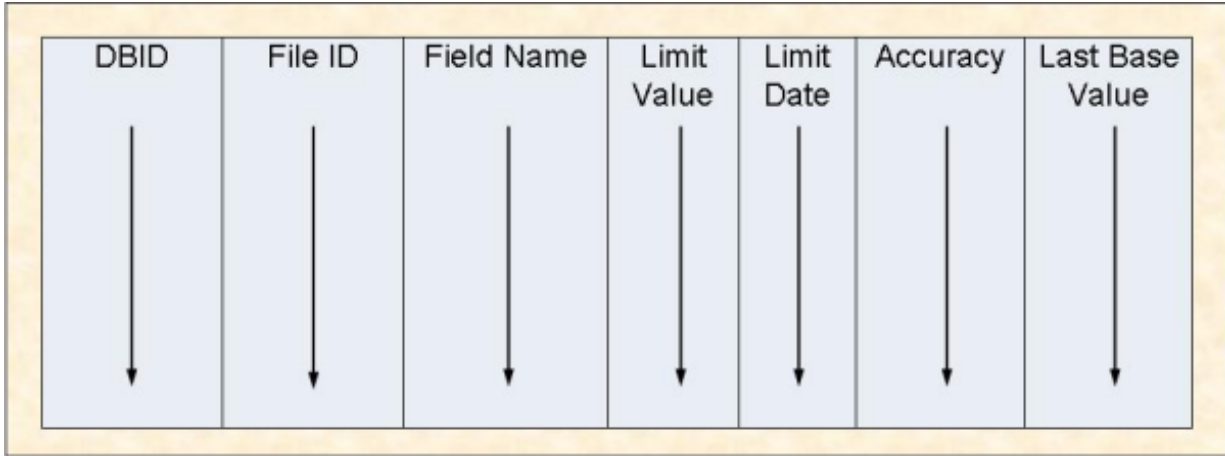 DBID
File ID
Field Name
Limit
Value
Limit
Date
Accuracy
Last Base
Value